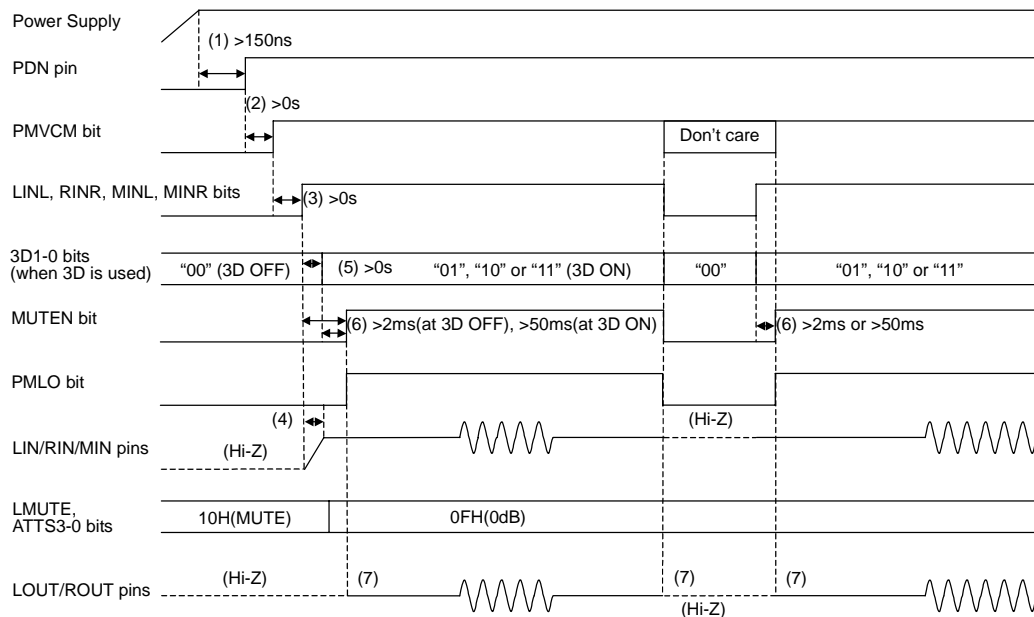 Power Supply
(1) >150ns
PDN pin
(2) >0s
PMVCM bit
Don't care
LINL, RINR, MINL, MINR bits
(3) >0s
3D1-0 bits
(when 3D is used)
“00” (3D OFF)
(5) >0s
“01”, “10” or “11” (3D ON)
“00”
“01”, “10” or “11”
MUTEN bit
(6) >2ms(at 3D OFF), >50ms(at 3D ON)
(6) >2ms or >50ms
PMLO bit
(4)
(Hi-Z)
LIN/RIN/MIN pins
(Hi-Z)
LMUTE,
ATTS3-0 bits
10H(MUTE)
0FH(0dB)
LOUT/ROUT pins
(Hi-Z)
(7)
(7)
(Hi-Z)
(7)